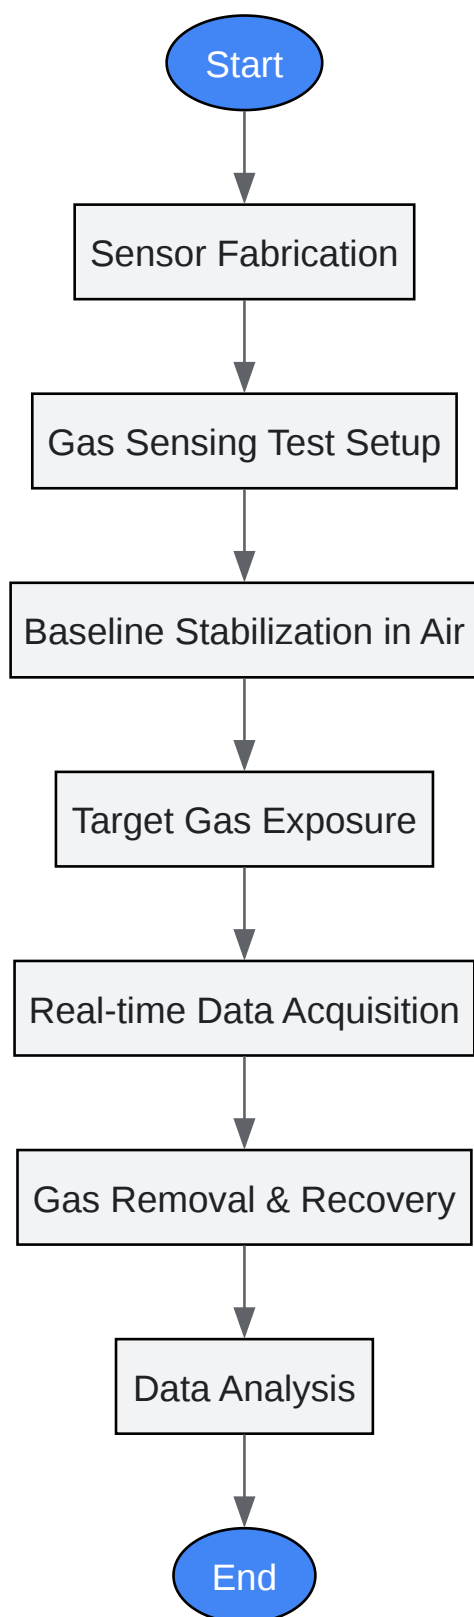 Start
Sensor Fabrication
Gas Sensing Test Setup
Baseline Stabilization in Air
Target Gas Exposure
Real-time Data Acquisition
Gas Removal & Recovery
Data Analysis
End